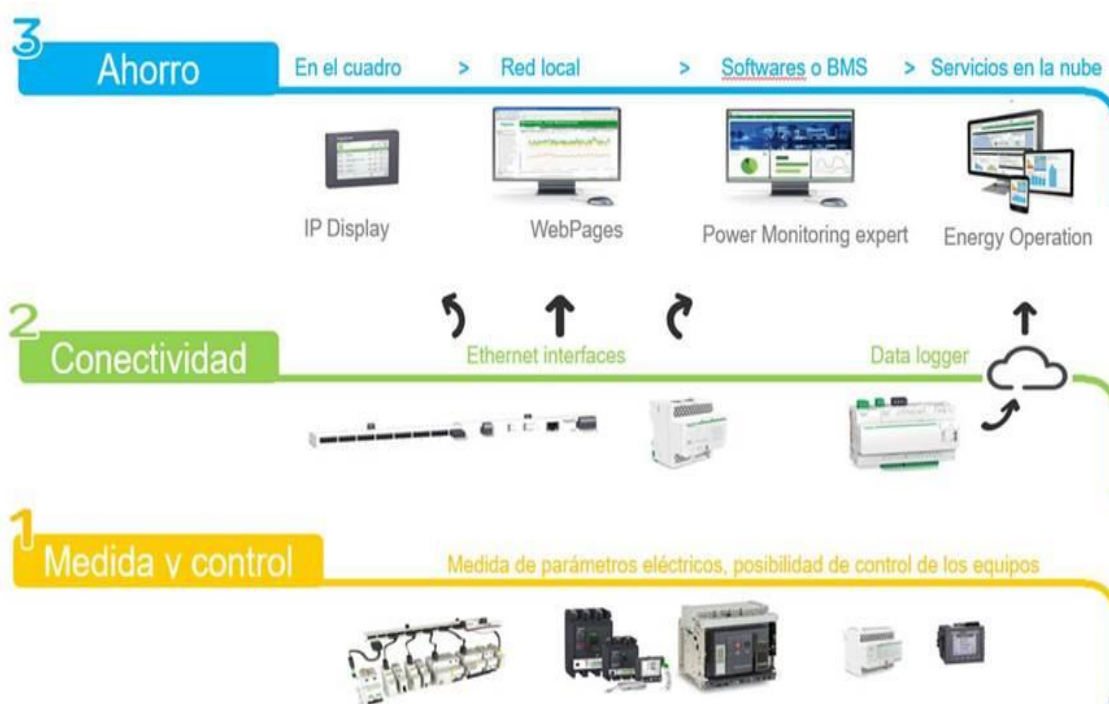 3
Ahorro
En el cuadro > Red local > Softwares o BMS > Servicios en la nube
IP Display
WebPages
Power Monitoring expert
Energy Operation
2
Conectividad
Ethernet interfaces
Data logger
1
Medida y control
Medida de parámetros eléctricos, posibilidad de control de los equipos